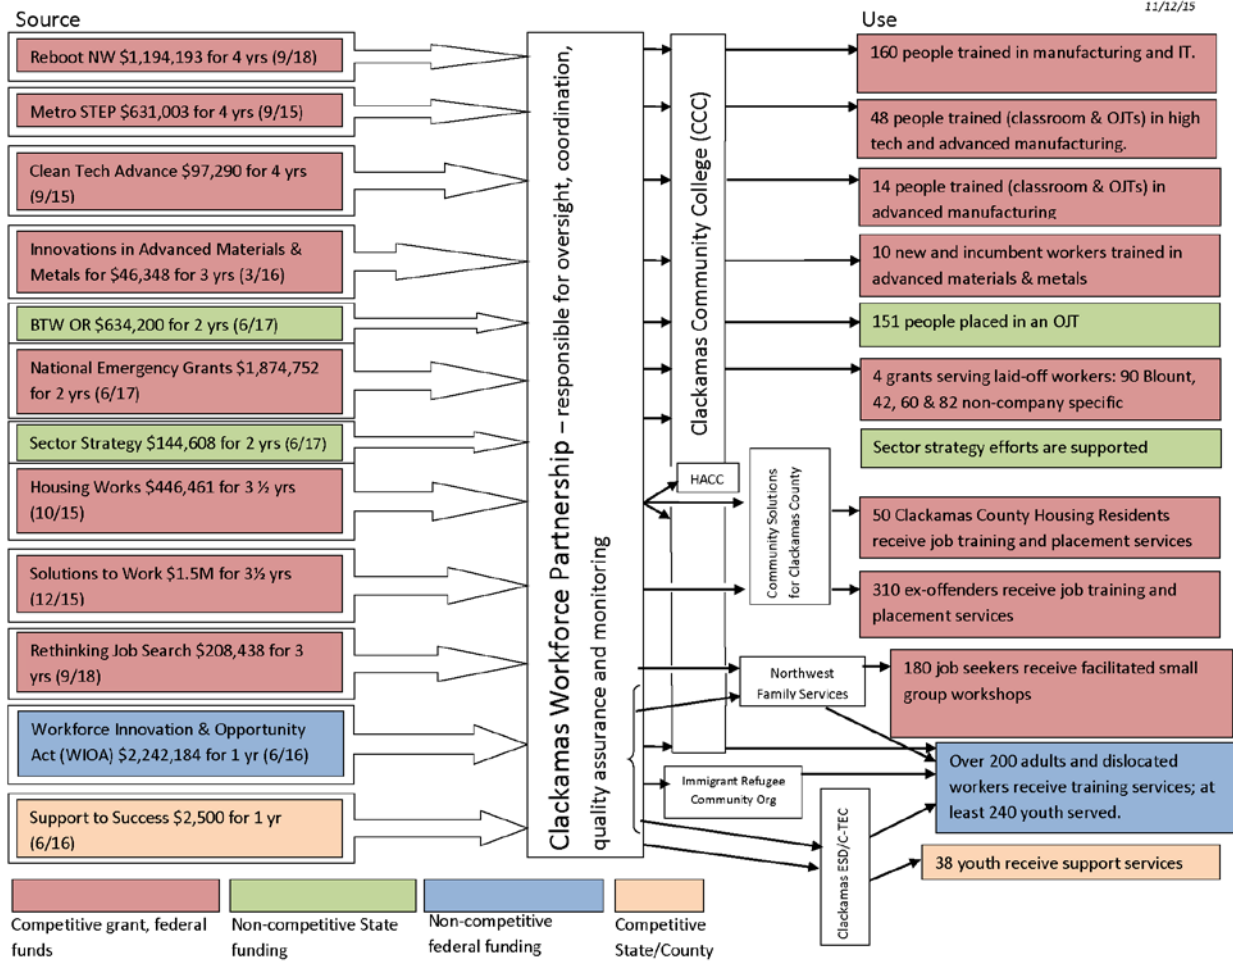 11/12/15
Source
Use
Reboot NW $1,194,193 for 4 yrs (9/18)
Metro STEP $631,003 for 4 yrs (9/15)
Clean Tech Advance $97,290 for 4 yrs
(9/15)
Innovations in Advanced Materials &
Metals for $46,348 for 3 yrs (3/16)
BTW OR $634,200 for 2 yrs (6/17)
National Emergency Grants $1,874,752
for 2 yrs (6/17)
Sector Strategy $144,608 for 2 yrs (6/17)
Housing Works $446,461 for 3 ½ yrs
(10/15)
Solutions to Work $1.5M for 3½ yrs
(12/15)
Rethinking Job Search $208,438 for 3
yrs (9/18)
Workforce Innovation & Opportunity
Act (WIOA) $2,242,184 for 1 yr (6/16)
Support to Success $2,500 for 1 yr
(6/16)
Clackamas Workforce Partnership – responsible for oversight, coordination,
quality assurance and monitoring
Clackamas Community College (CCC)
HACC
Community Solutions
for Clackamas County
Northwest
Family Services
Immigrant Refugee
Community Org
Clackamas ESD/C-TEC
160 people trained in manufacturing and IT.
48 people trained (classroom & OJTs) in high
tech and advanced manufacturing.
14 people trained (classroom & OJTs) in
advanced manufacturing
10 new and incumbent workers trained in
advanced materials & metals
151 people placed in an OJT
4 grants serving laid-off workers: 90 Blount,
42, 60 & 82 non-company specific
Sector strategy efforts are supported
50 Clackamas County Housing Residents
receive job training and placement services
310 ex-offenders receive job training and
placement services
180 job seekers receive facilitated small
group workshops
Over 200 adults and dislocated
workers receive training services; at
least 240 youth served.
38 youth receive support services
Competitive grant, federal
funds
Non-competitive State
funding
Non-competitive
federal funding
Competitive
State/County